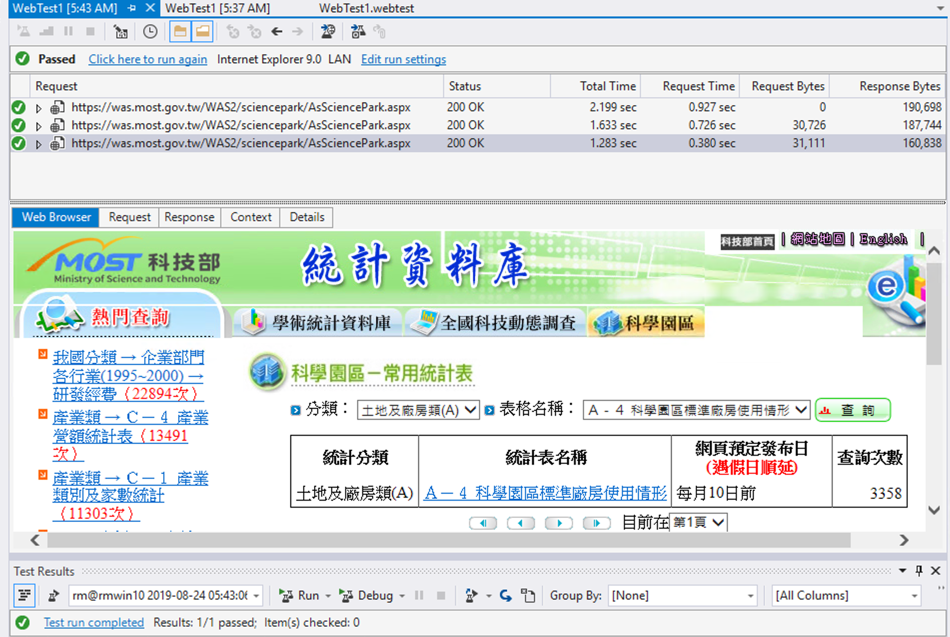 WebTest1 [5:43 AM] WebTest1 [5:37 AM] WebTest1.webtest
Passed Click here to run again Internet Explorer 9.0 LAN Edit run settings
Request Status Total Time Request Time Request Bytes Response Bytes
https://was.most.gov.tw/WAS2/sciencepark/AsSciencePark.aspx 200 OK 2.199 sec 0.927 sec 0 190,698
https://was.most.gov.tw/WAS2/sciencepark/AsSciencePark.aspx 200 OK 1.633 sec 0.726 sec 30,726 187,744
https://was.most.gov.tw/WAS2/sciencepark/AsSciencePark.aspx 200 OK 1.283 sec 0.380 sec 31,111 160,838
Web Browser Request Response Context Details
科技部首頁 | 網站地圖 | English |
MOST 科技部
Ministry of Science and Technology
統計資料庫
熱門查詢
學術統計資料庫 全國科技動態調查 科學園區
我國分類 → 企業部門
各行業(1995~2000) →
研發經費（22894次）
產業類 → C－4 產業
營額統計表（13491
次）
產業類 → C－1 產業
類別及家數統計
（11303次）
科學園區－常用統計表
分類： 土地及廠房類(A) 表格名稱： A - 4 科學園區標準廠房使用情形 查 詢
統計分類 統計表名稱 網頁預定發布日 查詢次數
(遇假日順延)
土地及廠房類(A) A－4 科學園區標準廠房使用情形 每月10日前 3358
目前在 第1頁
Test Results
rm@rmwin10 2019-08-24 05:43:0 Run Debug Group By: [None] [All Columns]
Test run completed Results: 1/1 passed; Item(s) checked: 0